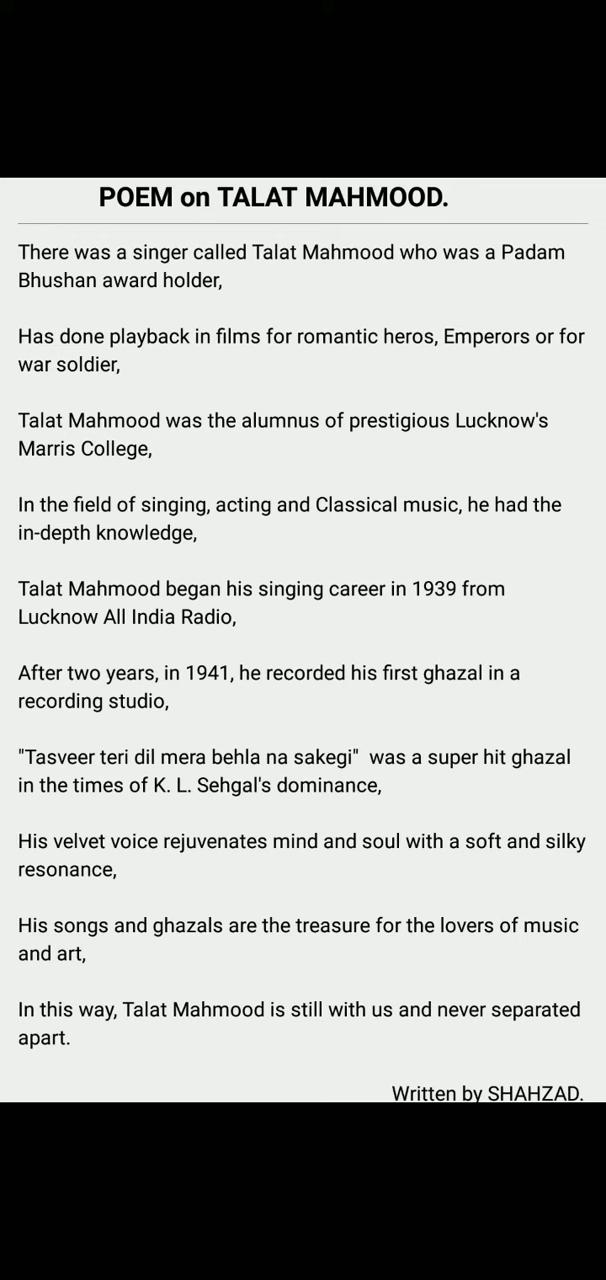 POEM on TALAT MAHMOOD.
There was a singer called Talat Mahmood who was a Padam
Bhushan award holder,
Has done playback in films for romantic heros, Emperors or for
war soldier,
Talat Mahmood was the alumnus of prestigious Lucknow's
Marris College,
In the field of singing, acting and Classical music, he had the
in-depth knowledge,
Talat Mahmood began his singing career in 1939 from
Lucknow All India Radio,
After two years, in 1941, he recorded his first ghazal in a
recording studio,
"Tasveer teri dil mera behla na sakegi"  was a super hit ghazal
in the times of K. L. Sehgal's dominance,
His velvet voice rejuvenates mind and soul with a soft and silky
resonance,
His songs and ghazals are the treasure for the lovers of music
and art,
In this way, Talat Mahmood is still with us and never separated
apart.
Written by SHAHZAD.